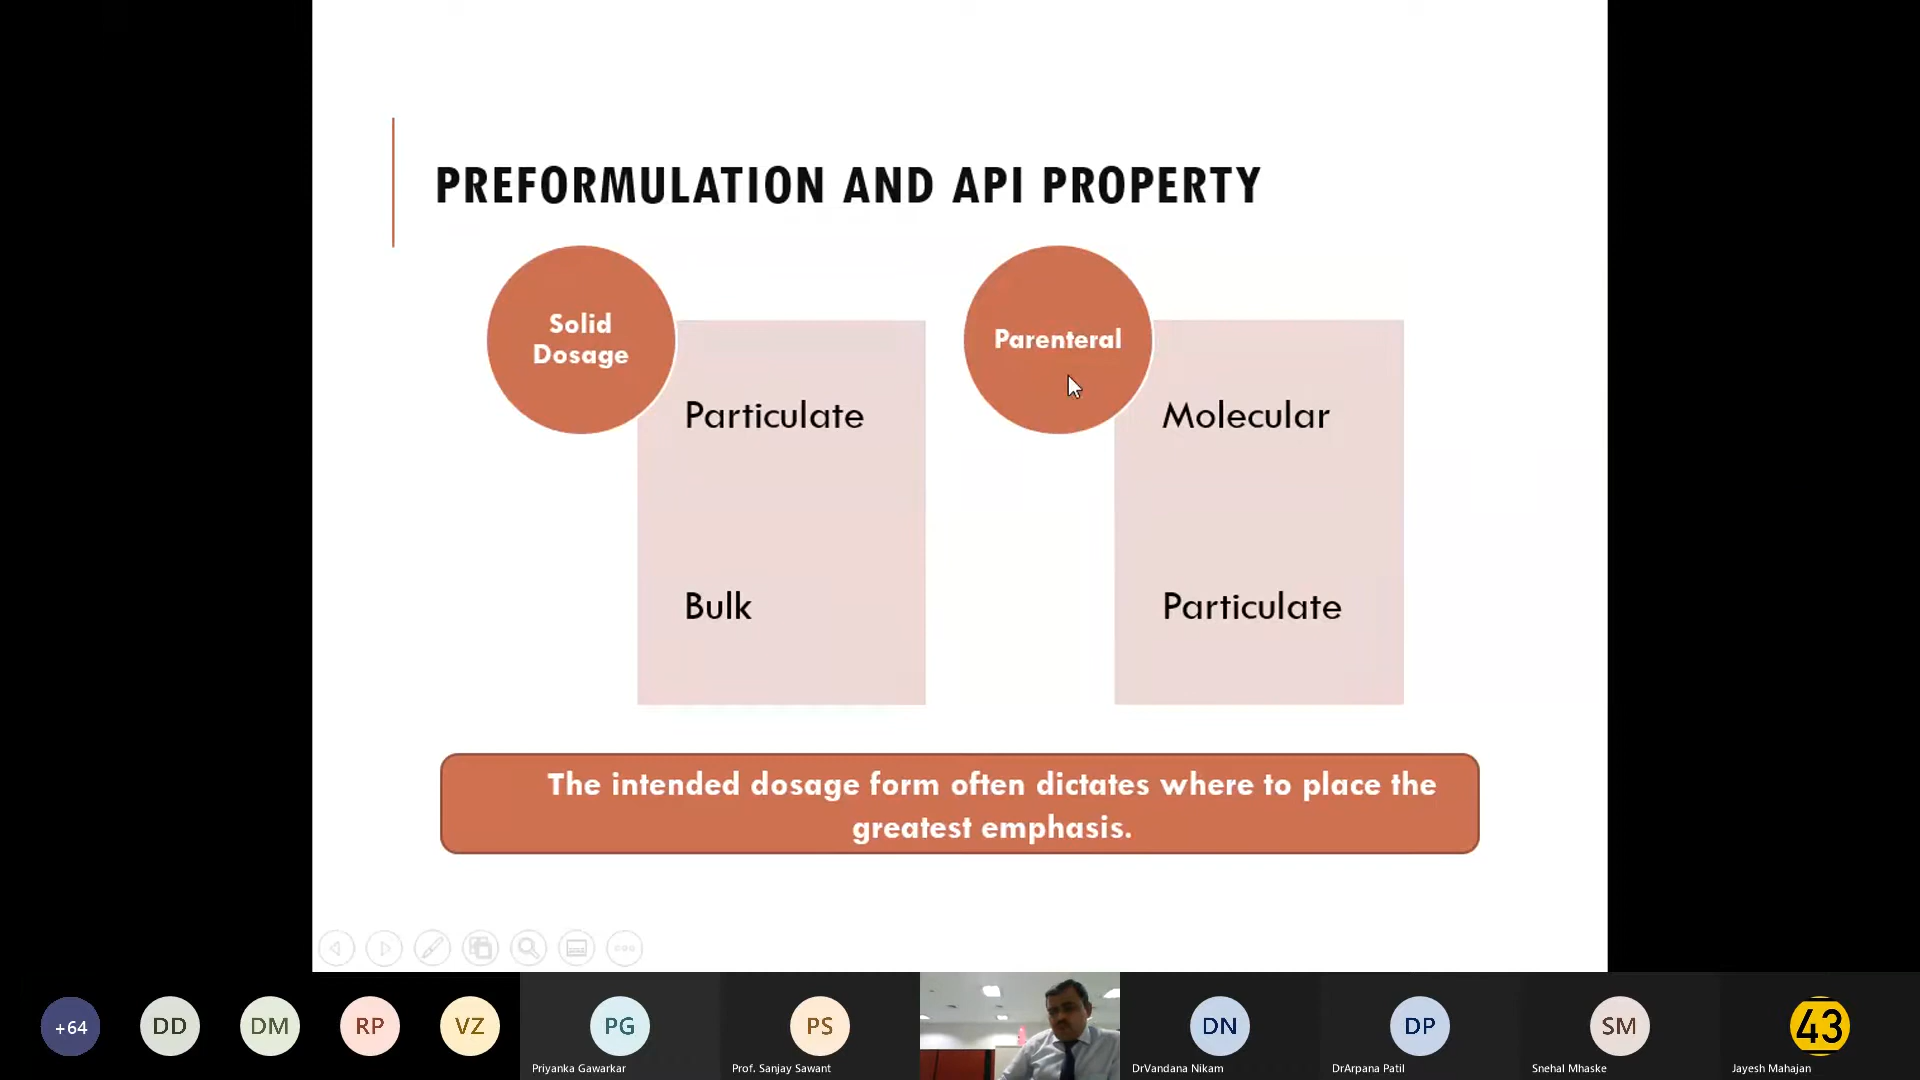 PREFORMULATION AND API PROPERTY
Solid
Dosage
Particulate
Bulk
Parenteral
Molecular
Particulate
The intended dosage form often dictates where to place the
greatest emphasis.
+64
DD
DM
RP
VZ
PG
Priyanka Gawarkar
PS
Prof. Sanjay Sawant
DN
DrVandana Nikam
DP
DrArpana Patil
SM
Snehal Mhaske
43
Jayesh Mahajan